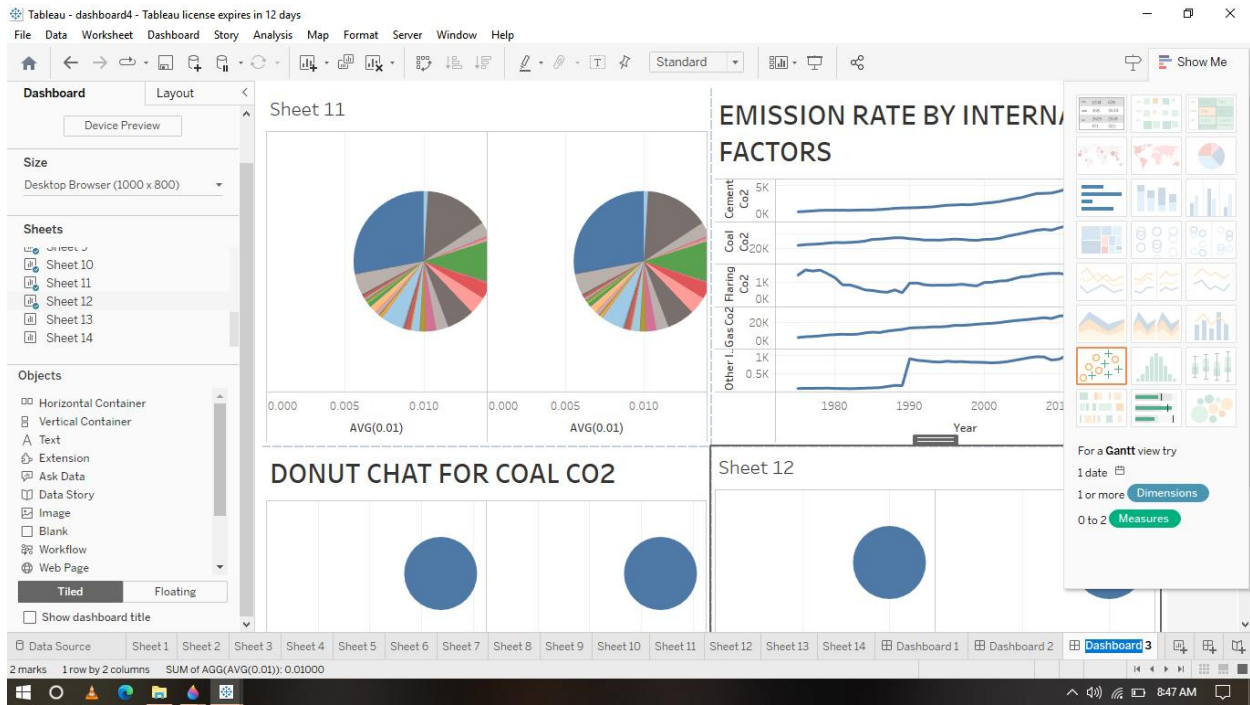 Tableau - dashboard4 - Tableau license expires in 12 days
File Data Worksheet Dashboard Story Analysis Map Format Server Window Help
Standard
Show Me
Dashboard Layout
Device Preview
Size
Desktop Browser (1000 x 800)
Sheets
Sheet 10
Sheet 11
Sheet 12
Sheet 13
Sheet 14
Objects
Horizontal Container
Vertical Container
Text
Extension
Ask Data
Data Story
Image
Blank
Workflow
Web Page
Tiled Floating
Show dashboard title
Sheet 11
0.000 0.005 0.010 0.000 0.005 0.010
AVG(0.01) AVG(0.01)
EMISSION RATE BY INTERNA
FACTORS
Cement Co2
5K
0K
Coal Co2
20K
Flaring Co2
1K
0K
Gas Co2
20K
0K
Other I..
1K
0.5K
1980 1990 2000 201
Year
DONUT CHAT FOR COAL CO2
Sheet 12
For a Gantt view try
1 date
1 or more Dimensions
0 to 2 Measures
Data Source Sheet 1 Sheet 2 Sheet 3 Sheet 4 Sheet 5 Sheet 6 Sheet 7 Sheet 8 Sheet 9 Sheet 10 Sheet 11 Sheet 12 Sheet 13 Sheet 14 Dashboard 1 Dashboard 2 Dashboard 3
2 marks 1 row by 2 columns SUM of AGG(AVG(0.01)): 0.01000
8:47 AM